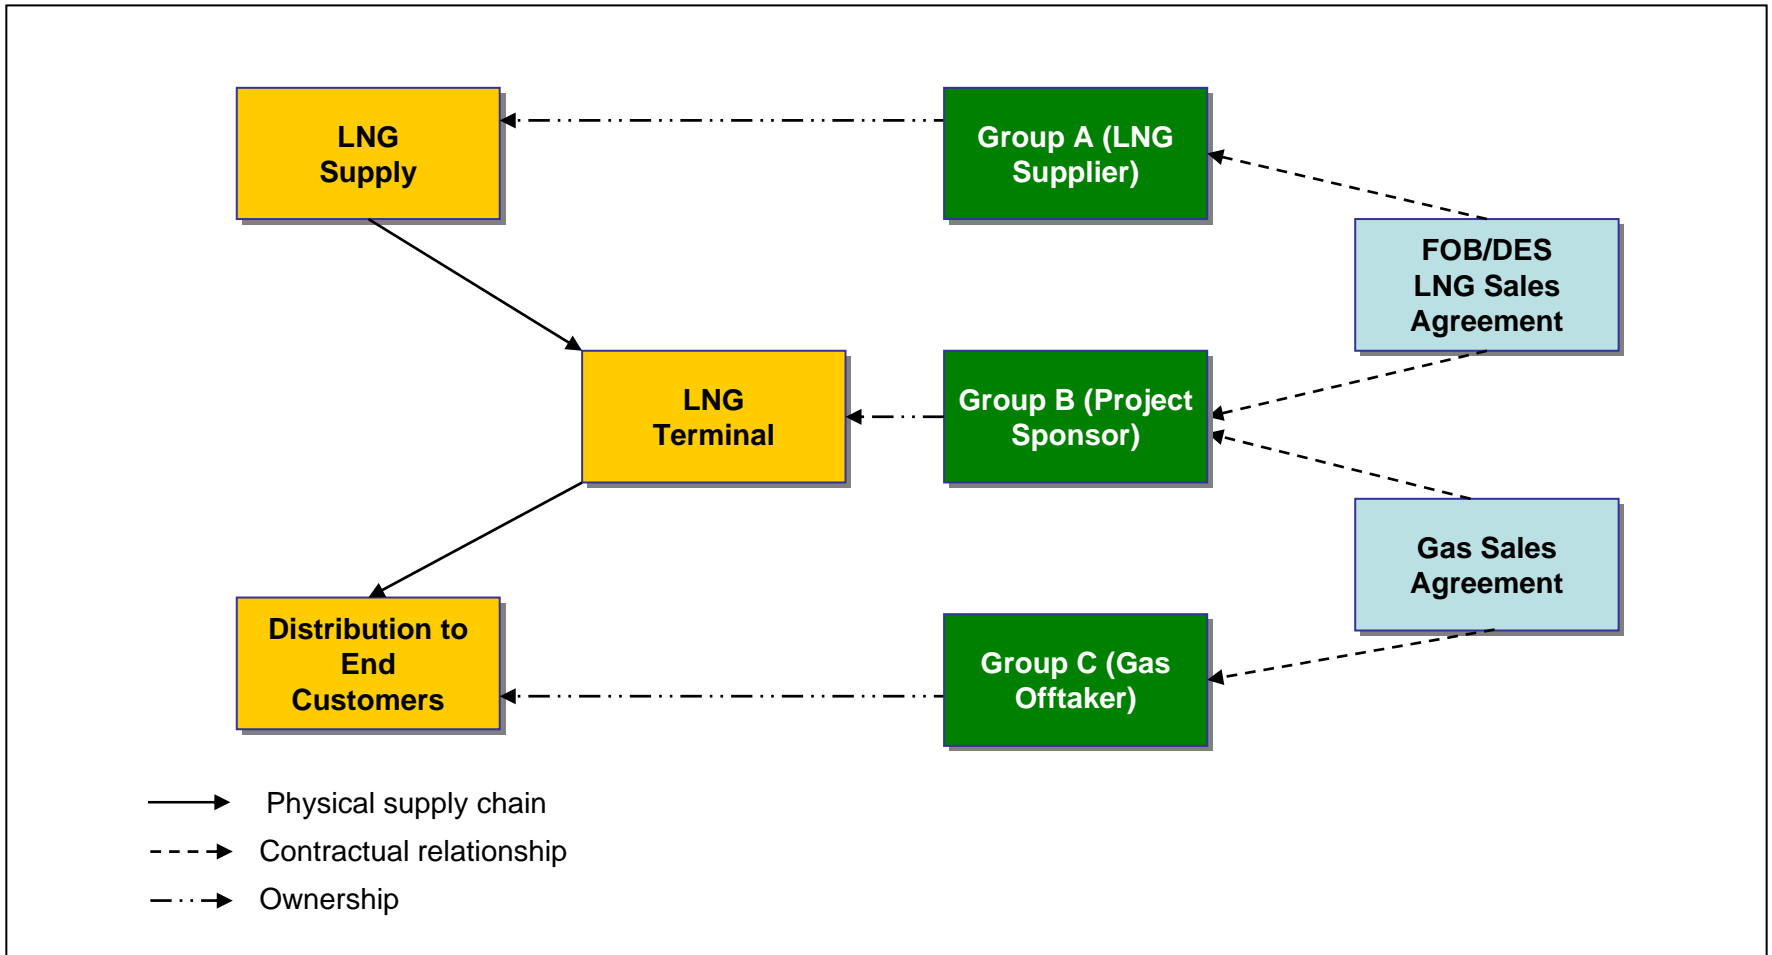 LNG
Supply
Group A (LNG
Supplier)
FOB/DES
LNG Sales
Agreement
LNG
Terminal
Group B (Project
Sponsor)
Gas Sales
Agreement
Distribution to
End
Customers
Group C (Gas
Offtaker)
Physical supply chain
Contractual relationship
Ownership